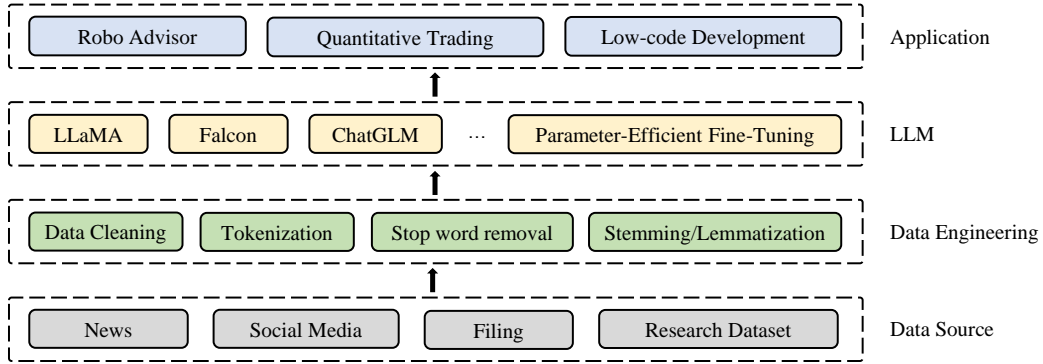 Robo Advisor Quantitative Trading Low-code Development Application
LLaMA Falcon ChatGLM ... Parameter-Efficient Fine-Tuning LLM
Data Cleaning Tokenization Stop word removal Stemming/Lemmatization Data Engineering
News Social Media Filing Research Dataset Data Source